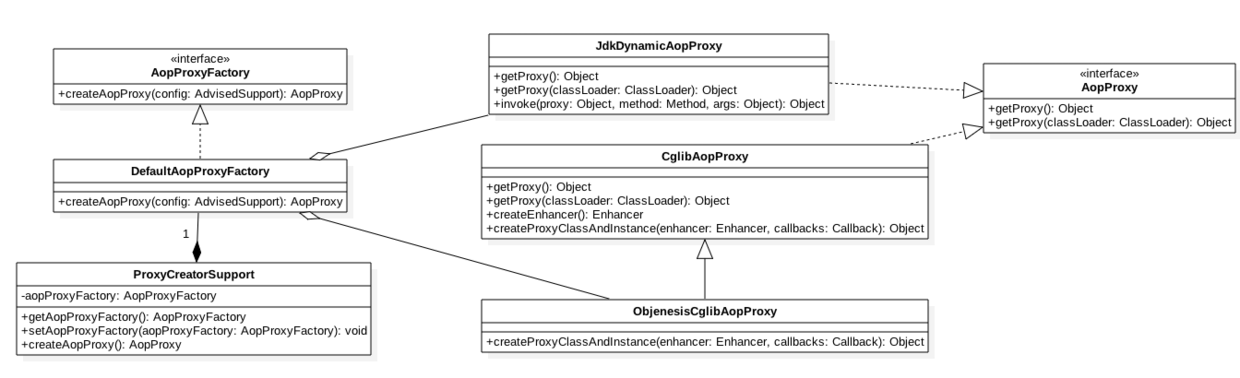 «interface»
AopProxyFactory
+createAopProxy(config: AdvisedSupport): AopProxy
JdkDynamicAopProxy
+getProxy(): Object
+getProxy(classLoader: ClassLoader): Object
+invoke(proxy: Object, method: Method, args: Object): Object
«interface»
AopProxy
+getProxy(): Object
+getProxy(classLoader: ClassLoader): Object
DefaultAopProxyFactory
+createAopProxy(config: AdvisedSupport): AopProxy
CglibAopProxy
+getProxy(): Object
+getProxy(classLoader: ClassLoader): Object
+createEnhancer(): Enhancer
+createProxyClassAndInstance(enhancer: Enhancer, callbacks: Callback): Object
1
ProxyCreatorSupport
-aopProxyFactory: AopProxyFactory
+getAopProxyFactory(): AopProxyFactory
+setAopProxyFactory(aopProxyFactory: AopProxyFactory): void
+createAopProxy(): AopProxy
ObjenesisCglibAopProxy
+createProxyClassAndInstance(enhancer: Enhancer, callbacks: Callback): Object